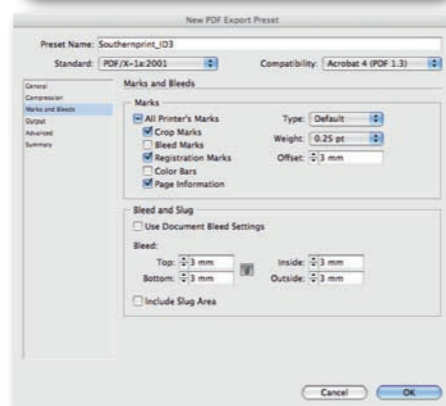 New PDF Export Preset
Preset Name: Southernprint_ID3
Standard: PDF/X-1a:2001 Compatibility: Acrobat 4 (PDF 1.3)
General
Compression
Marks and Bleeds
Output
Advanced
Summary
Marks and Bleeds
Marks
All Printer's Marks
Crop Marks
Bleed Marks
Registration Marks
Color Bars
Page Information
Type: Default
Weight: 0.25 pt
Offset: 3 mm
Bleed and Slug
Use Document Bleed Settings
Bleed:
Top: 3 mm Inside: 3 mm
Bottom: 3 mm Outside: 3 mm
Include Slug Area
Cancel OK